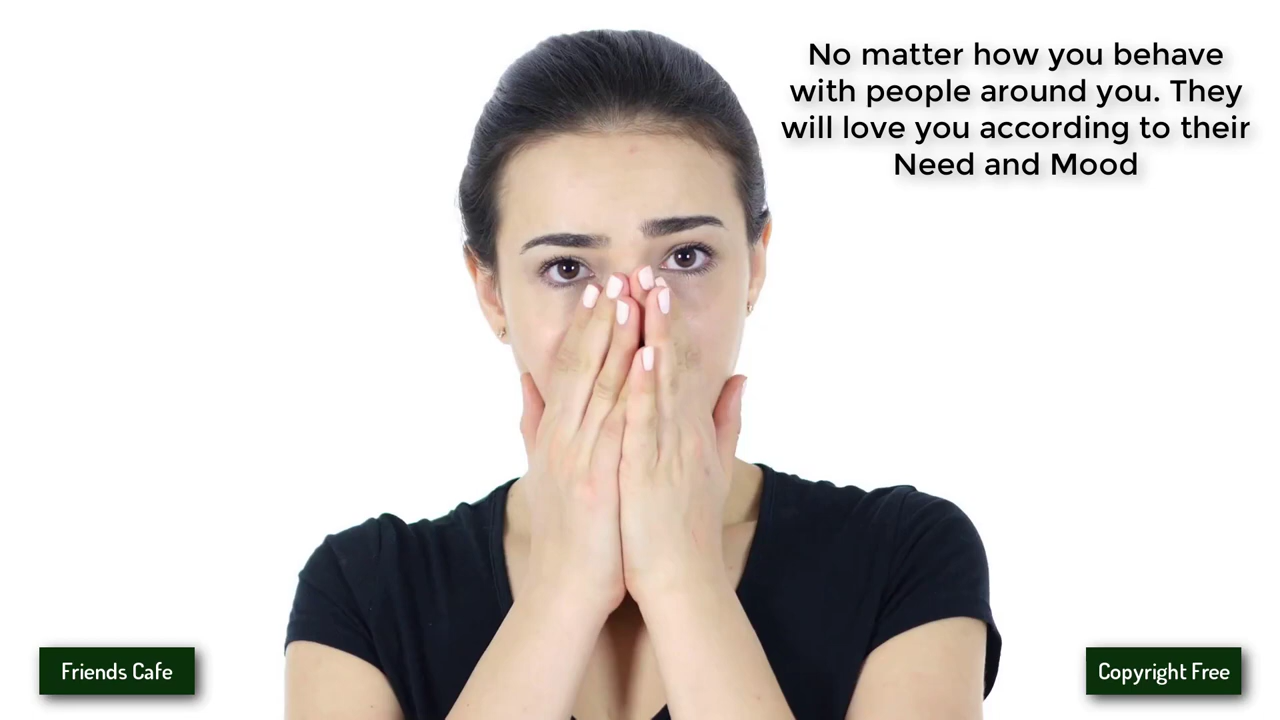 No matter how you behave
with people around you. They
will love you according to their
Need and Mood
Friends Cafe
Copyright Free